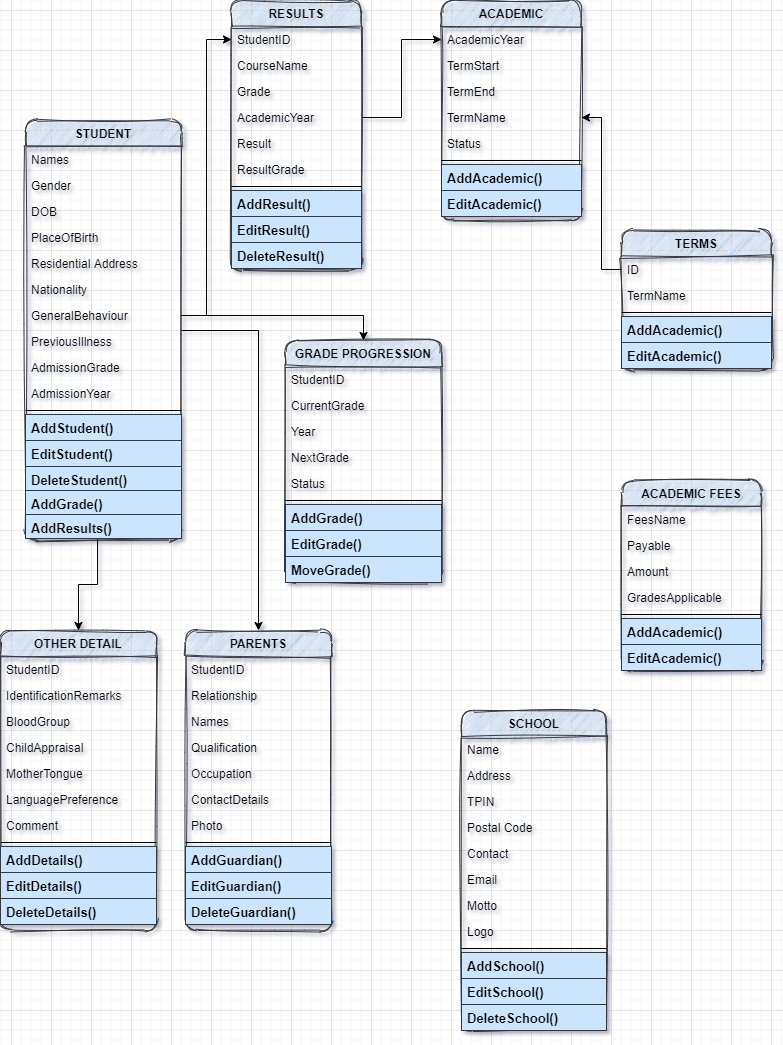 RESULTS
StudentID
CourseName
Grade
AcademicYear
Result
ResultGrade
AddResult()
EditResult()
DeleteResult()
ACADEMIC
AcademicYear
TermStart
TermEnd
TermName
Status
AddAcademic()
EditAcademic()
STUDENT
Names
Gender
DOB
PlaceOfBirth
Residential Address
Nationality
GeneralBehaviour
PreviousIllness
AdmissionGrade
AdmissionYear
AddStudent()
EditStudent()
DeleteStudent()
AddGrade()
AddResults()
TERMS
ID
TermName
AddAcademic()
EditAcademic()
GRADE PROGRESSION
StudentID
CurrentGrade
Year
NextGrade
Status
AddGrade()
EditGrade()
MoveGrade()
ACADEMIC FEES
FeesName
Payable
Amount
GradesApplicable
AddAcademic()
EditAcademic()
OTHER DETAIL
StudentID
IdentificationRemarks
BloodGroup
ChildAppraisal
MotherTongue
LanguagePreference
Comment
AddDetails()
EditDetails()
DeleteDetails()
PARENTS
StudentID
Relationship
Names
Qualification
Occupation
ContactDetails
Photo
AddGuardian()
EditGuardian()
DeleteGuardian()
SCHOOL
Name
Address
TPIN
Postal Code
Contact
Email
Motto
Logo
AddSchool()
EditSchool()
DeleteSchool()